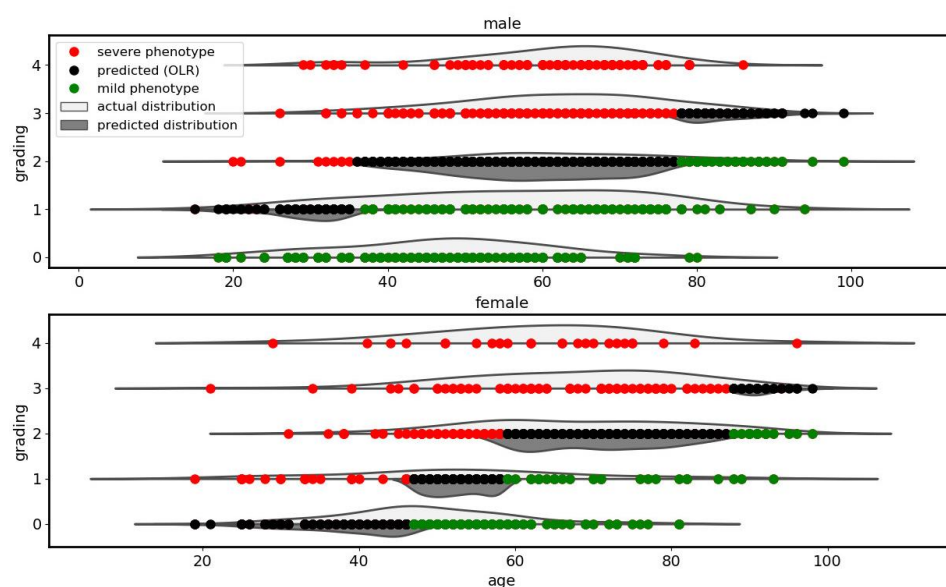 male
severe phenotype
predicted (OLR)
mild phenotype
actual distribution
predicted distribution
grading
4
3
2
1
0
0 20 40 60 80 100
female
grading
4
3
2
1
0
20 40 60 80 100
age